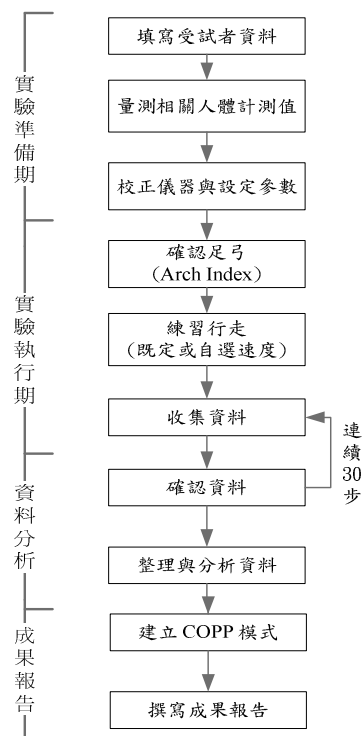 填寫受試者資料
量測相關人體計測值
校正儀器與設定參數
確認足弓
(Arch Index)
練習行走
(既定或自選速度)
收集資料
確認資料
整理與分析資料
建立 COPP 模式
撰寫成果報告
實驗準備期
實驗執行期
資料分析
成果報告
連續30步